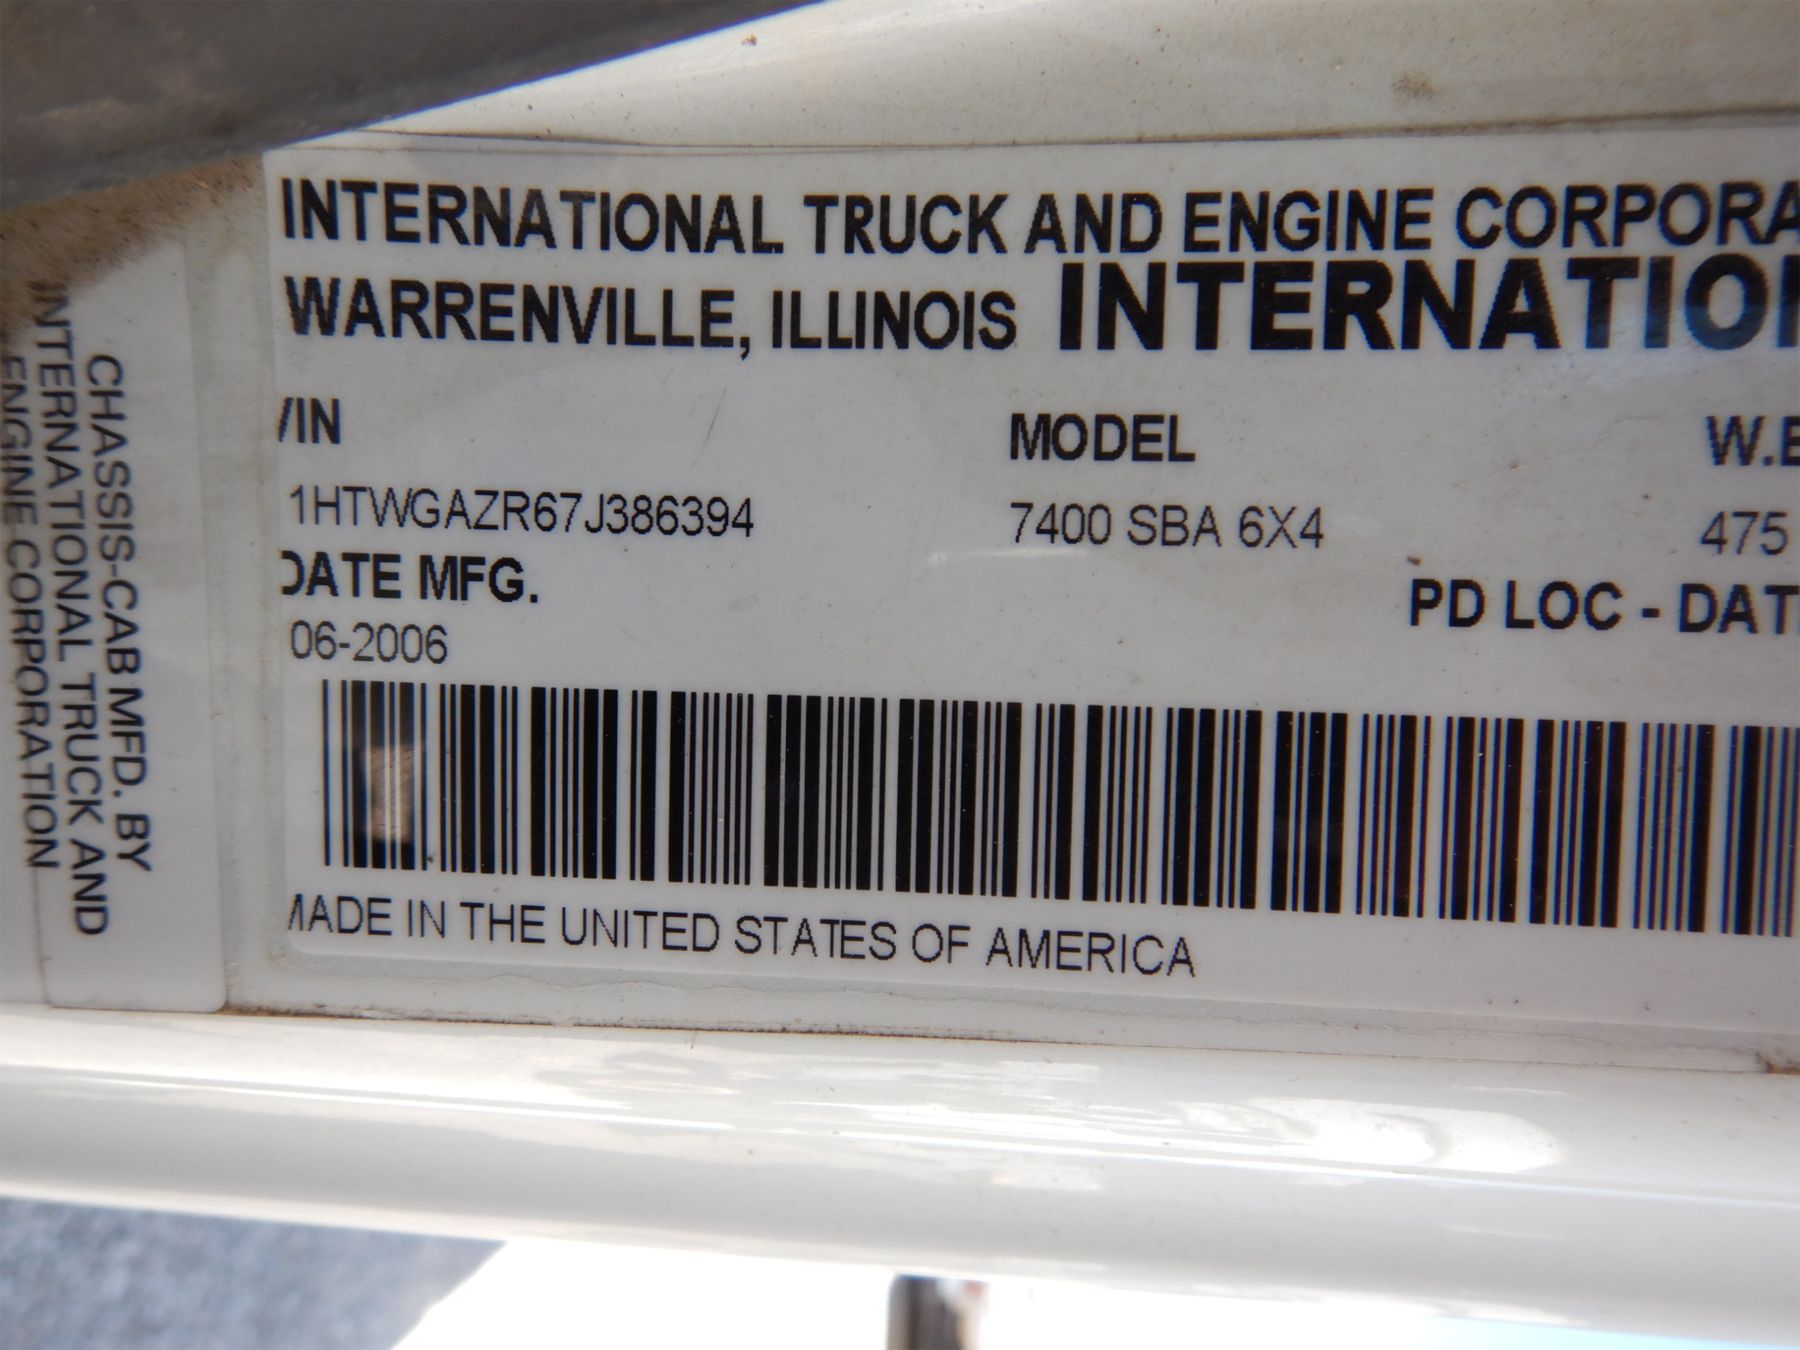 INTERNATIONAL TRUCK AND ENGINE CORPORA
WARRENVILLE, ILLINOIS INTERNATIO
/IN MODEL W.B
1HTWGAZR67J386394 7400 SBA 6X4 475
DATE MFG. PD LOC - DAT
06-2006
MADE IN THE UNITED STATES OF AMERICA
CHASSIS-CAB MFD. BY
INTERNATIONAL TRUCK AND
ENGINE CORPORATION